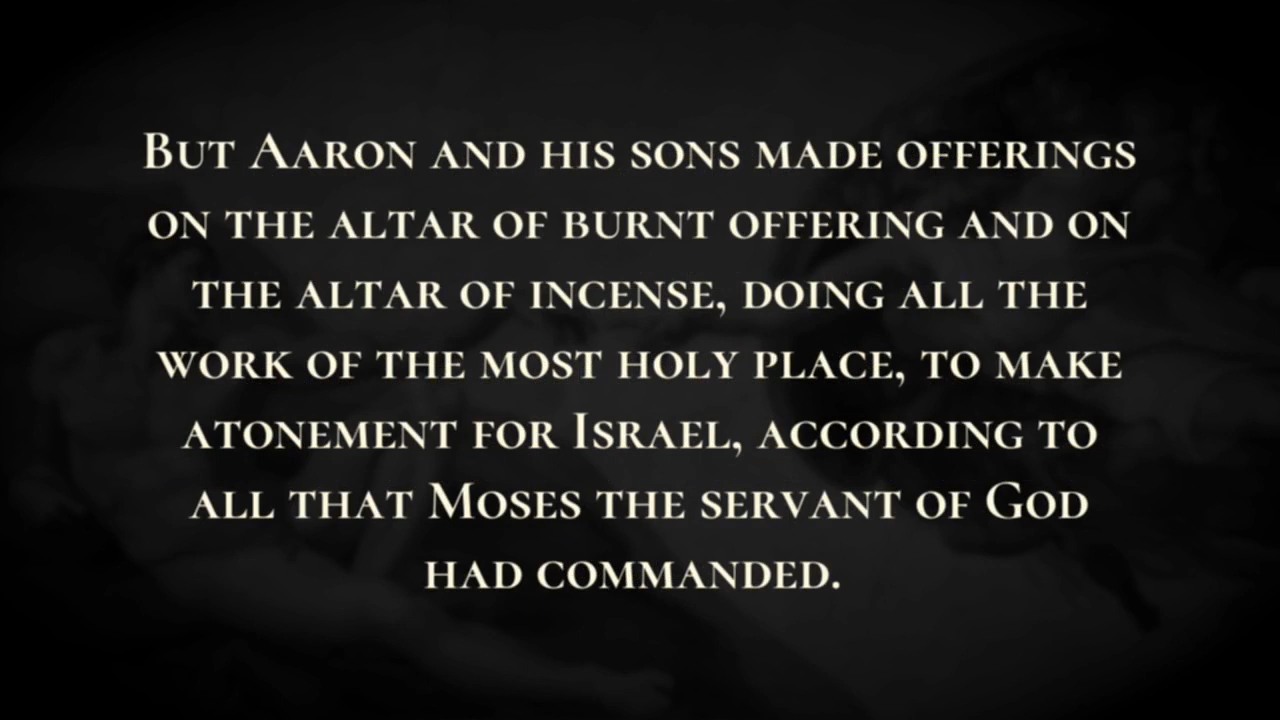 But Aaron and his sons made offerings
on the altar of burnt offering and on
the altar of incense, doing all the
work of the most holy place, to make
atonement for Israel, according to
all that Moses the servant of God
had commanded.